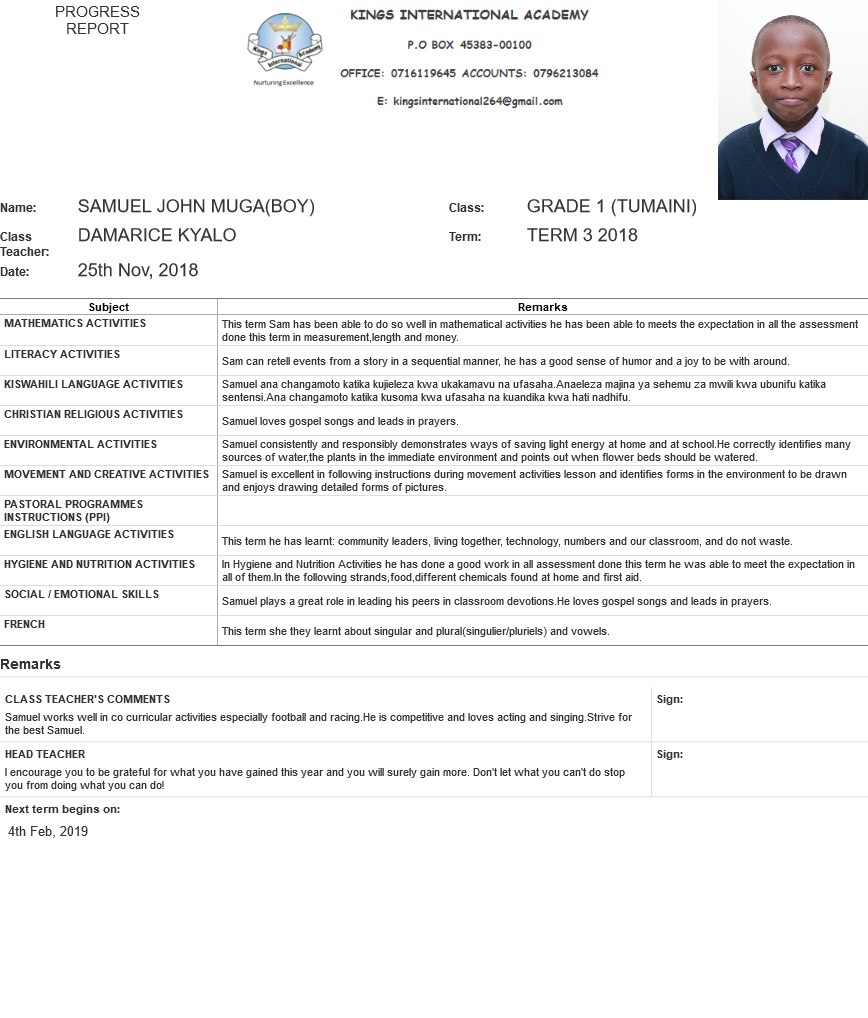 PROGRESS
REPORT
KINGS INTERNATIONAL ACADEMY
P.O BOX 45383-00100
OFFICE: 0716119645 ACCOUNTS: 0796213084
E: kingsinternational264@gmail.com
Kings Academy
International
Nurturing Excellence
Name: SAMUEL JOHN MUGA(BOY) Class: GRADE 1 (TUMAINI)
Class DAMARICE KYALO Term: TERM 3 2018
Teacher:
Date: 25th Nov, 2018
Subject Remarks
MATHEMATICS ACTIVITIES This term Sam has been able to do so well in mathematical activities he has been able to meets the expectation in all the assessment
done this term in measurement,length and money.
LITERACY ACTIVITIES
Sam can retell events from a story in a sequential manner, he has a good sense of humor and a joy to be with around.
KISWAHILI LANGUAGE ACTIVITIES Samuel ana changamoto katika kujieleza kwa ukakamavu na ufasaha.Anaeleza majina ya sehemu za mwili kwa ubunifu katika
sentensi.Ana changamoto katika kusoma kwa ufasaha na kuandika kwa hati nadhifu.
CHRISTIAN RELIGIOUS ACTIVITIES
Samuel loves gospel songs and leads in prayers.
ENVIRONMENTAL ACTIVITIES Samuel consistently and responsibly demonstrates ways of saving light energy at home and at school.He correctly identifies many
sources of water,the plants in the immediate environment and points out when flower beds should be watered.
MOVEMENT AND CREATIVE ACTIVITIES Samuel is excellent in following instructions during movement activities lesson and identifies forms in the environment to be drawn
and enjoys drawing detailed forms of pictures.
PASTORAL PROGRAMMES
INSTRUCTIONS (PPI)
ENGLISH LANGUAGE ACTIVITIES
This term he has learnt: community leaders, living together, technology, numbers and our classroom, and do not waste.
HYGIENE AND NUTRITION ACTIVITIES In Hygiene and Nutrition Activities he has done a good work in all assessment done this term he was able to meet the expectation in
all of them.In the following strands,food,different chemicals found at home and first aid.
SOCIAL / EMOTIONAL SKILLS
Samuel plays a great role in leading his peers in classroom devotions.He loves gospel songs and leads in prayers.
FRENCH
This term she they learnt about singular and plural(singulier/pluriels) and vowels.
Remarks
CLASS TEACHER'S COMMENTS Sign:
Samuel works well in co curricular activities especially football and racing.He is competitive and loves acting and singing.Strive for
the best Samuel.
HEAD TEACHER Sign:
I encourage you to be grateful for what you have gained this year and you will surely gain more. Don't let what you can't do stop
you from doing what you can do!
Next term begins on:
4th Feb, 2019